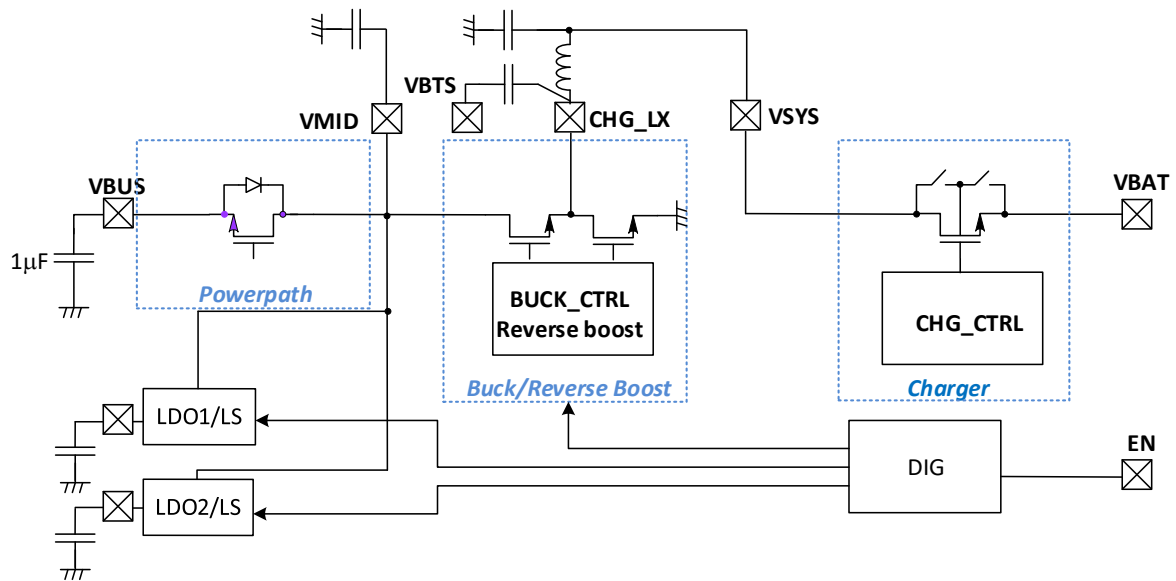 VBTS
VMID
CHG_LX
VSYS
VBUS
VBAT
1μF
Powerpath
BUCK_CTRL
Reverse boost
CHG_CTRL
Buck/Reverse Boost
Charger
LDO1/LS
EN
DIG
LDO2/LS